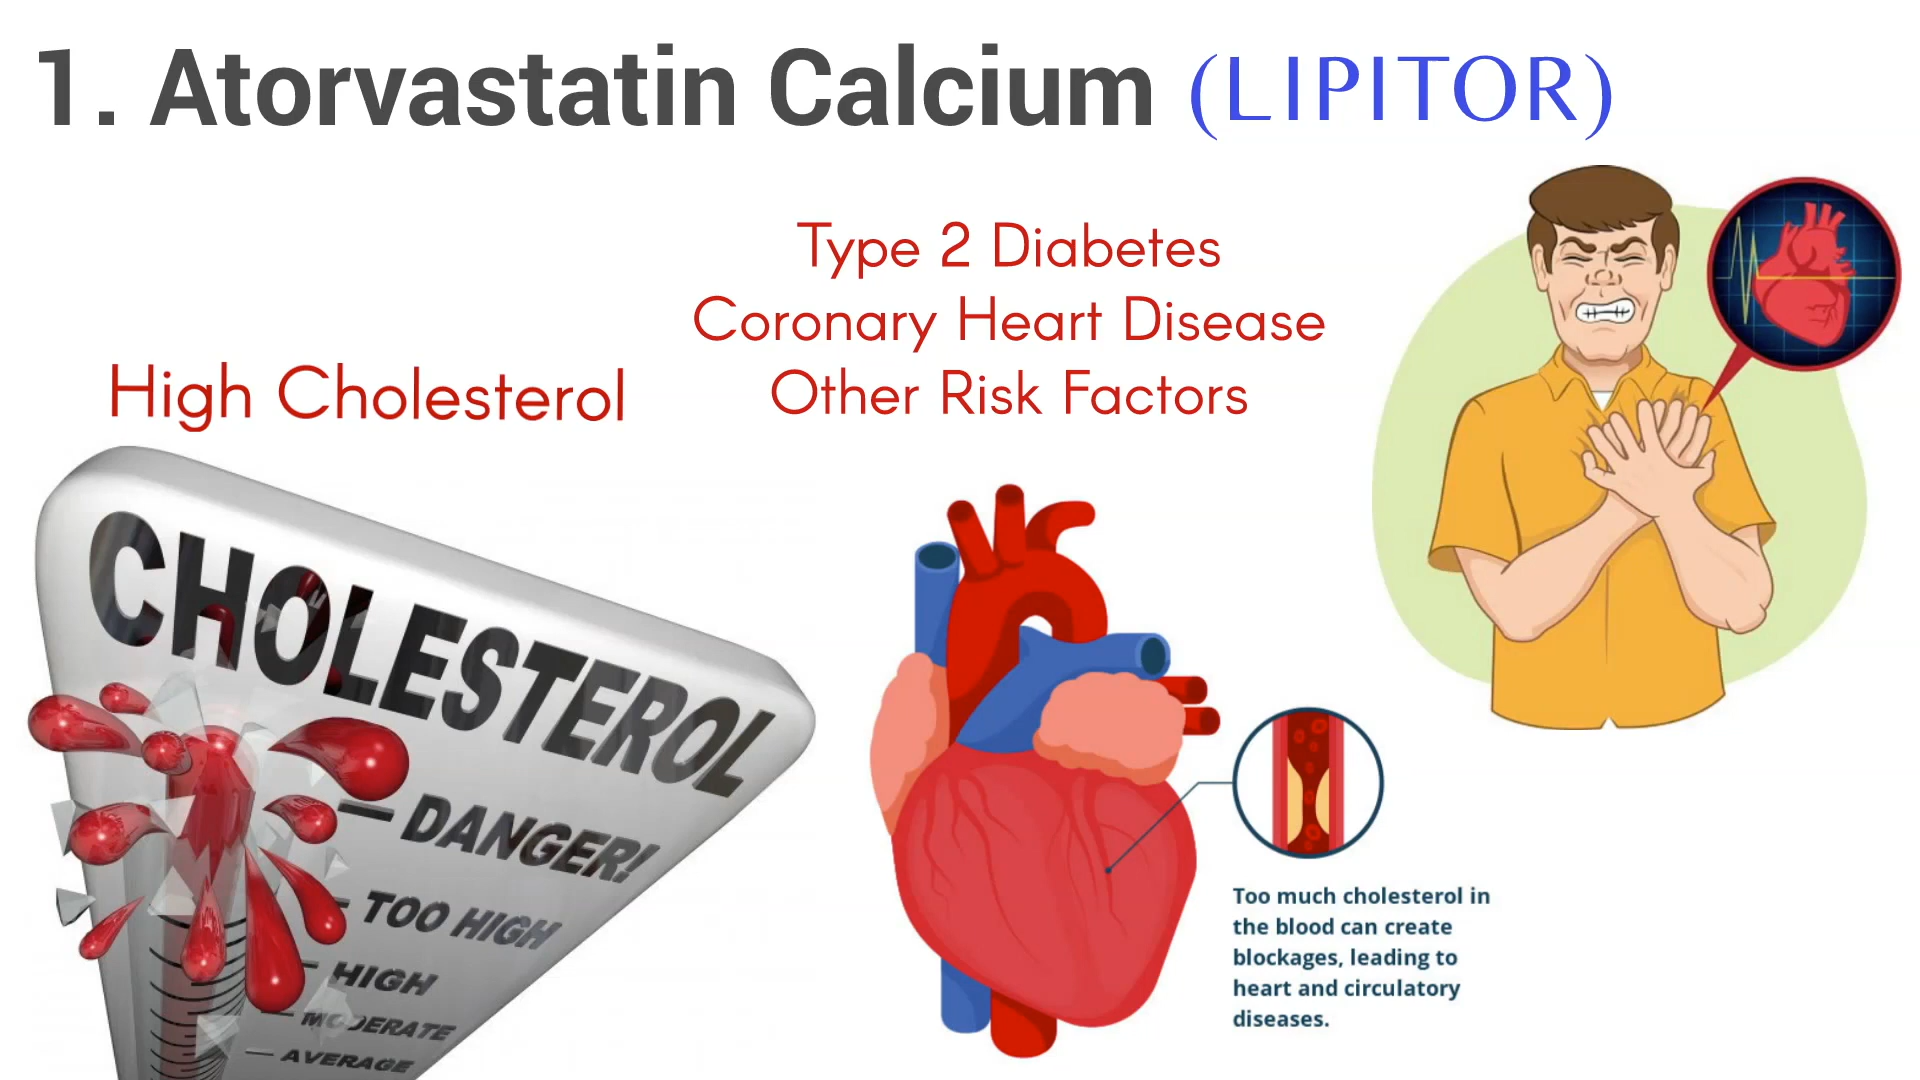 1. Atorvastatin Calcium (LIPITOR)
Type 2 Diabetes
Coronary Heart Disease
Other Risk Factors
High Cholesterol
CHOLESTEROL
DANGER!
TOO HIGH
HIGH
MODERATE
AVERAGE
Too much cholesterol in
the blood can create
blockages, leading to
heart and circulatory
diseases.